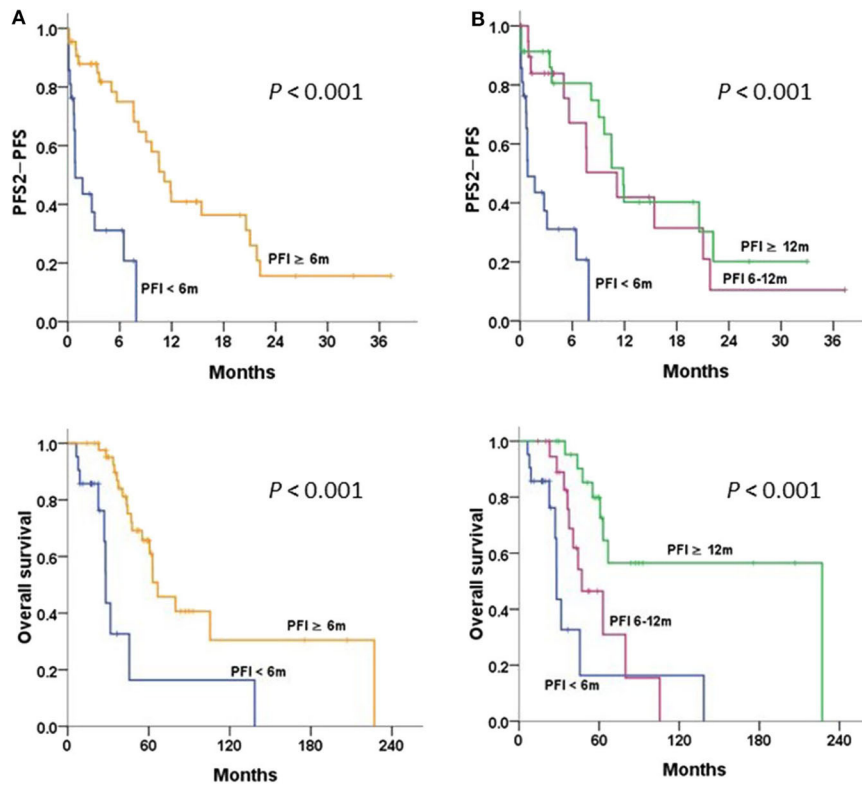 A
B
P < 0.001
P < 0.001
PFS2–PFS
PFS2–PFS
1.0
0.8
0.6
0.4
0.2
0.0
PFI ≥ 6m
PFI < 6m
0 6 12 18 24 30 36
Months
1.0
0.8
0.6
0.4
0.2
0.0
PFI ≥ 12m
PFI 6-12m
PFI < 6m
0 6 12 18 24 30 36
Months
P < 0.001
Overall survival
1.0
0.8
0.6
0.4
0.2
0.0
PFI ≥ 6m
PFI < 6m
0 60 120 180 240
Months
P < 0.001
Overall survival
1.0
0.8
0.6
0.4
0.2
0.0
PFI ≥ 12m
PFI 6-12m
PFI < 6m
0 60 120 180 240
Months